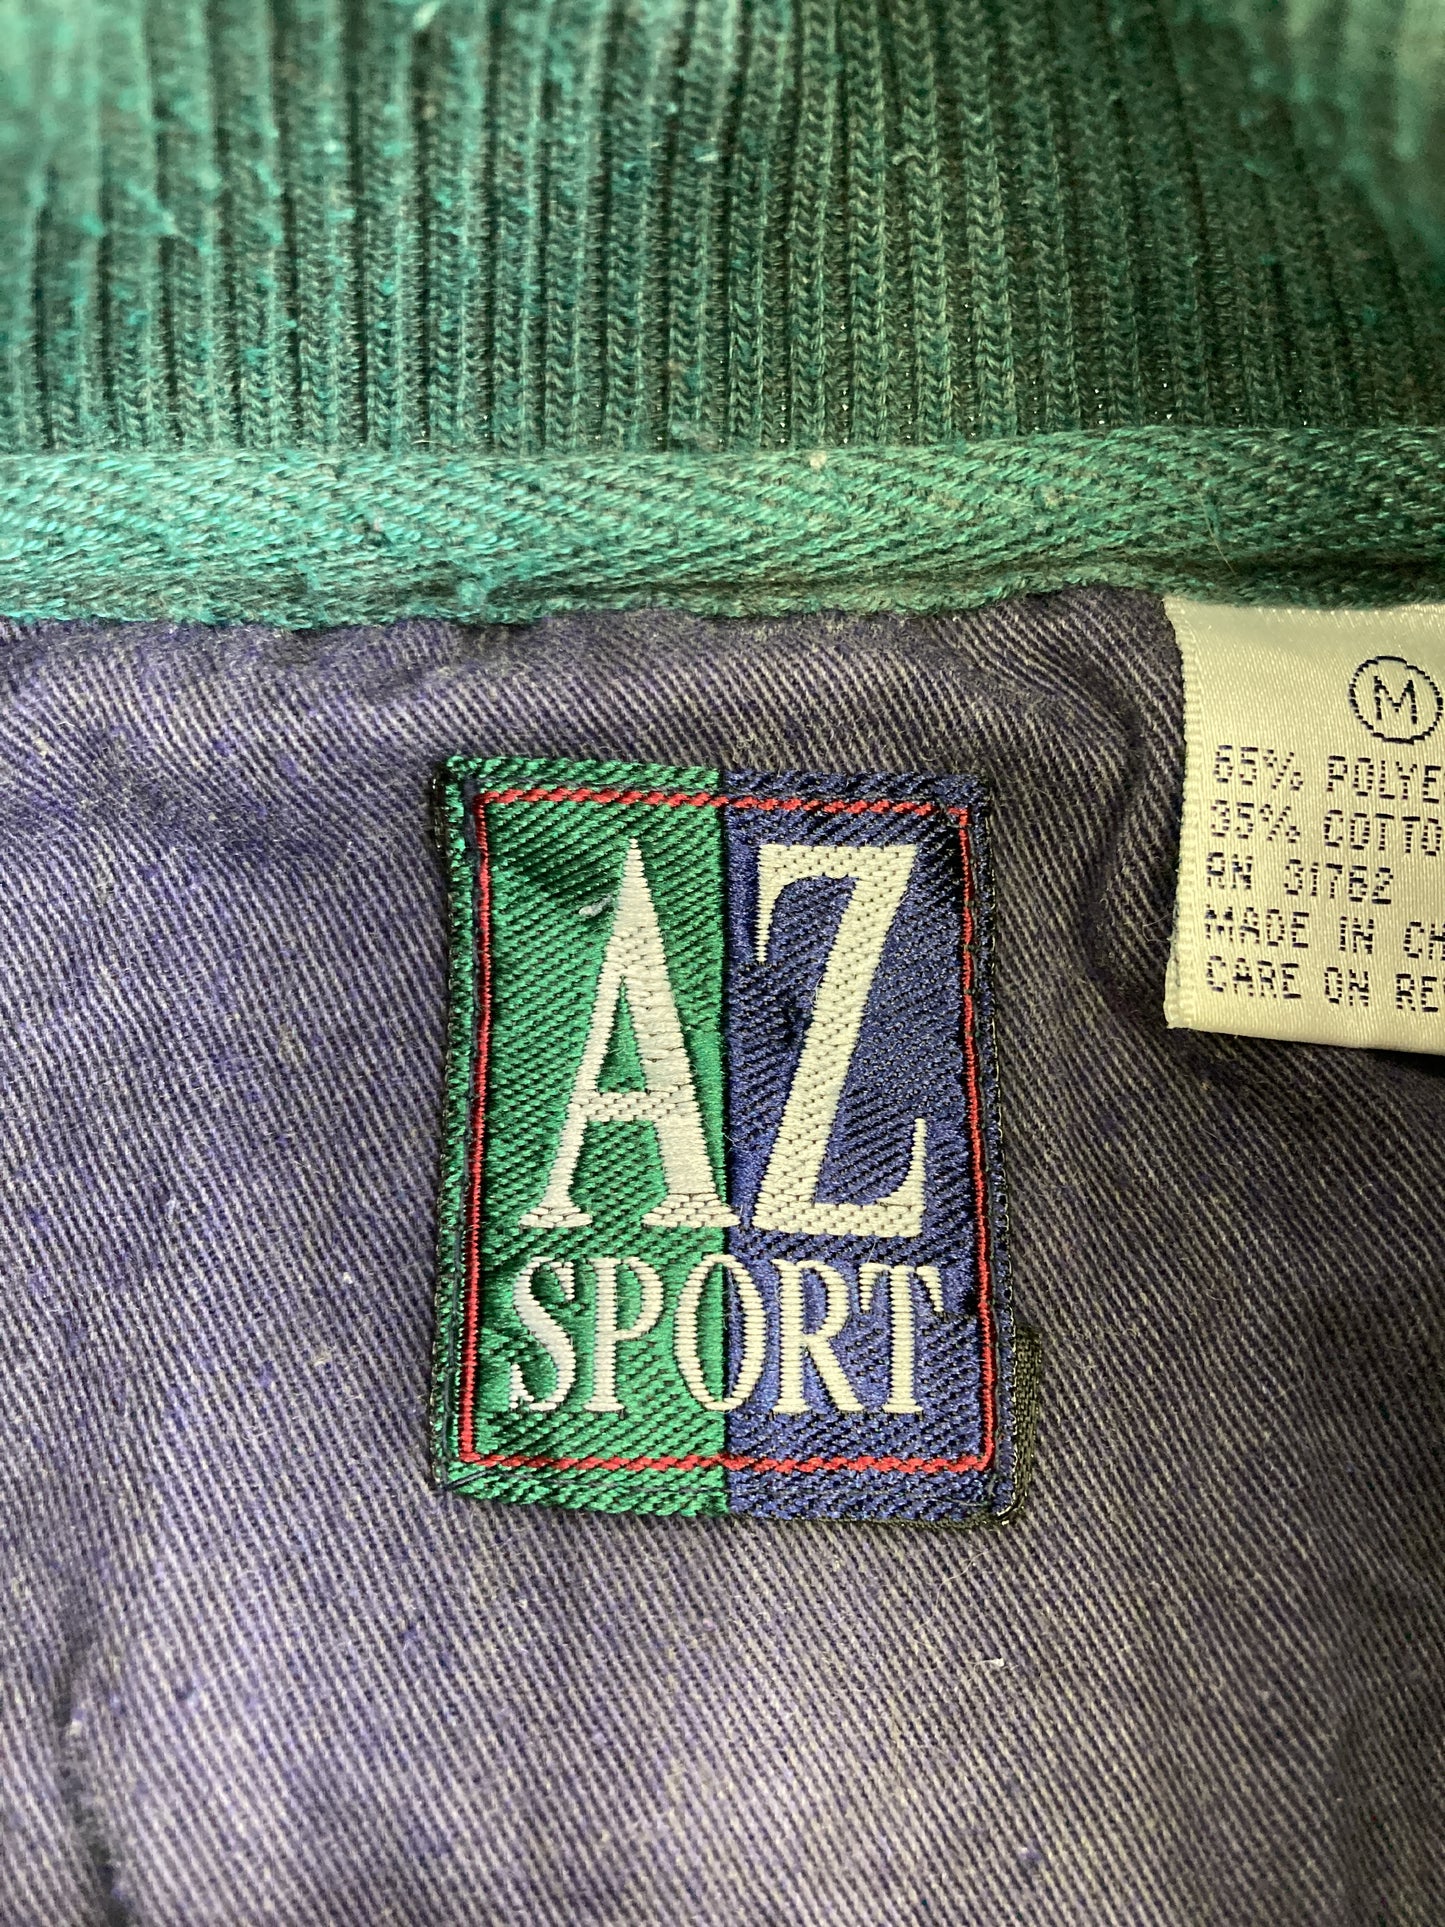 AZ
SPORT
M
65% POLYE
35% COTTO
RN 31762
MADE IN CH
CARE ON RE